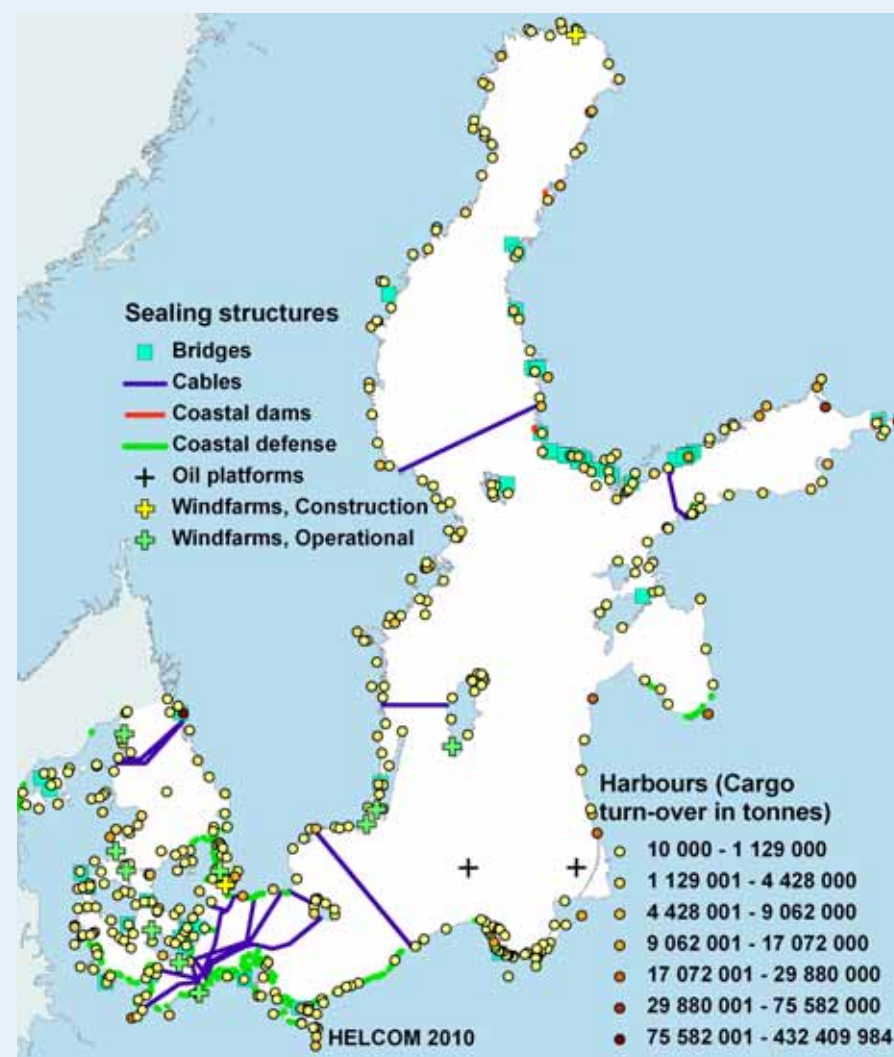 Sealing structures
Bridges
Cables
Coastal dams
Coastal defense
Oil platforms
Windfarms, Construction
Windfarms, Operational
Harbours (Cargo
turn-over in tonnes)
10 000 - 1 129 000
1 129 001 - 4 428 000
4 428 001 - 9 062 000
9 062 001 - 17 072 000
17 072 001 - 29 880 000
29 880 001 - 75 582 000
75 582 001 - 432 409 984
HELCOM 2010